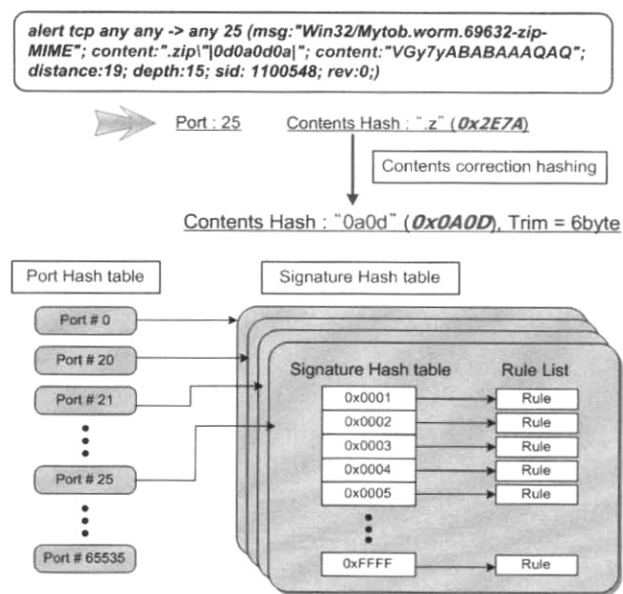 alert tcp any any -> any 25 (msg:"Win32/Mytob.worm.69632-zip-
MIME"; content:".zip\"|0d0a0d0a|"; content:"VGy7yABABAAAQAQ";
distance:19; depth:15; sid: 1100548; rev:0;)
Port : 25 Contents Hash : ".z" (0x2E7A)
Contents correction hashing
Contents Hash : "0a0d" (0x0A0D), Trim = 6byte
Port Hash table
Signature Hash table
Port # 0
Port # 20
Port # 21
Port # 25
Port # 65535
Signature Hash table Rule List
0x0001 Rule
0x0002 Rule
0x0003 Rule
0x0004 Rule
0x0005 Rule
0xFFFF Rule